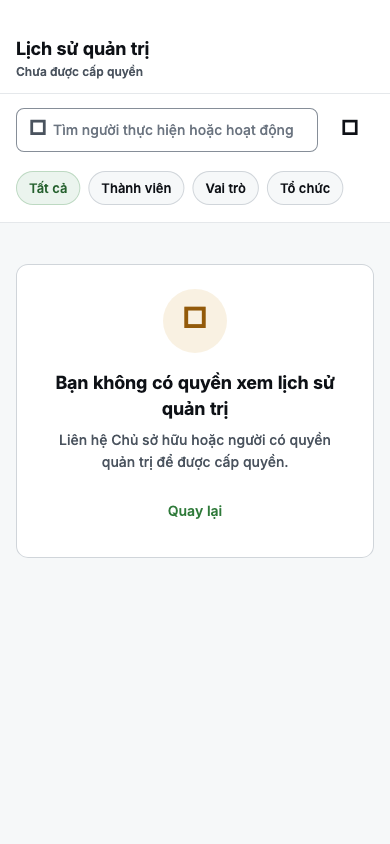 Lịch sử quản trị
Chưa được cấp quyền
Tìm người thực hiện hoặc hoạt động
Tất cả
Thành viên
Vai trò
Tổ chức
Bạn không có quyền xem lịch sử
quản trị
Liên hệ Chủ sở hữu hoặc người có quyền
quản trị để được cấp quyền.
Quay lại